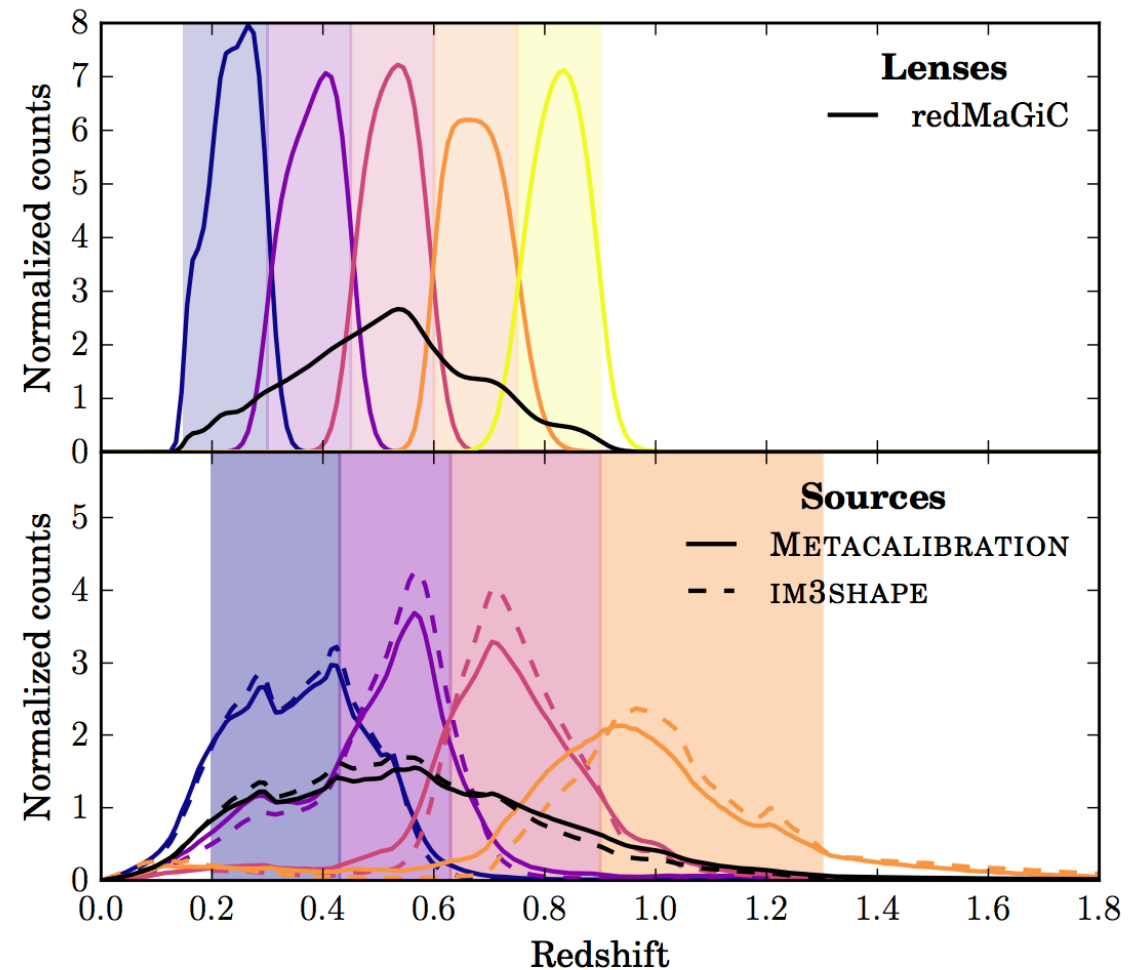 8
7
6
5
4
3
2
1
0
Normalized counts
Lenses
redMaGiC
5
4
3
2
1
0
Normalized counts
Sources
METACALIBRATION
IM3SHAPE
0.0 0.2 0.4 0.6 0.8 1.0 1.2 1.4 1.6 1.8
Redshift